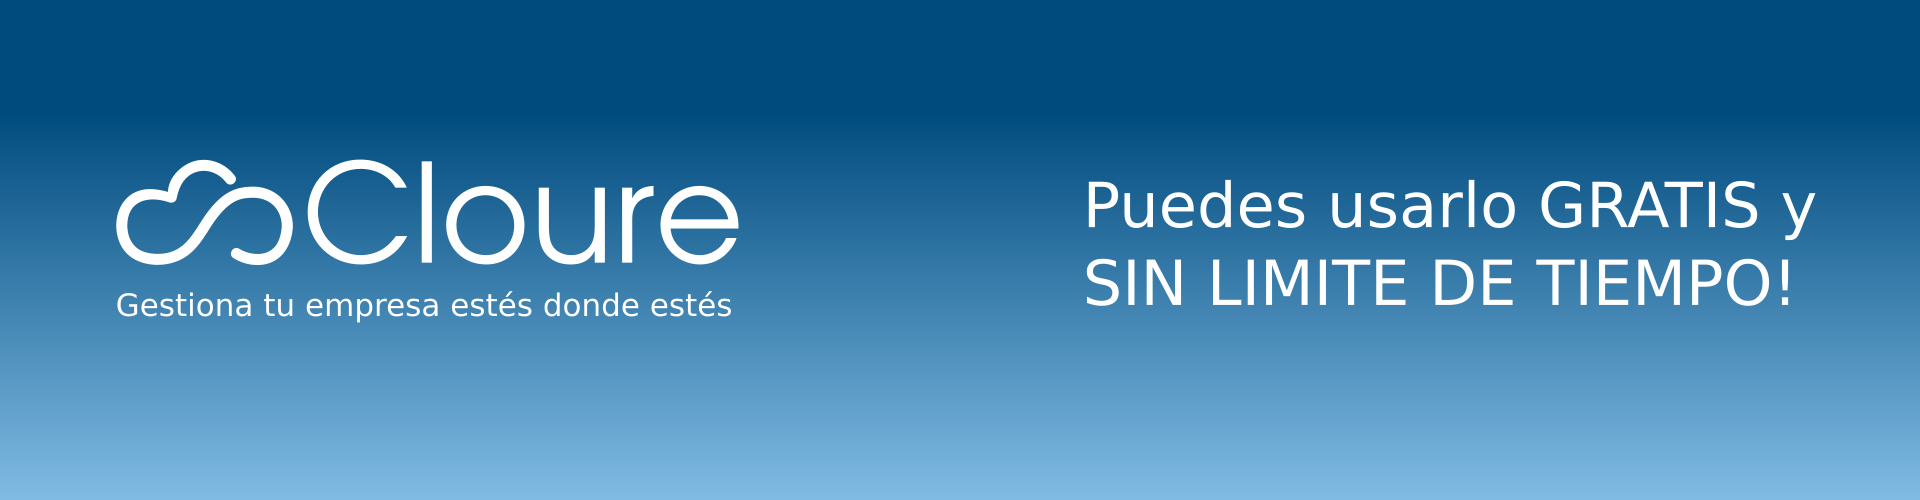 Cloure
Gestiona tu empresa estés donde estés
Puedes usarlo GRATIS y
SIN LIMITE DE TIEMPO!